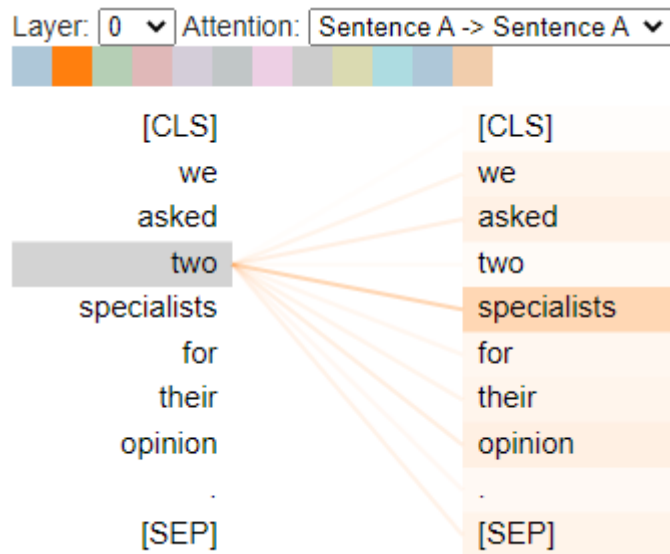 Layer: 0 Attention: Sentence A -> Sentence A
[CLS] [CLS]
we we
asked asked
two two
specialists specialists
for for
their their
opinion opinion
. .
[SEP] [SEP]